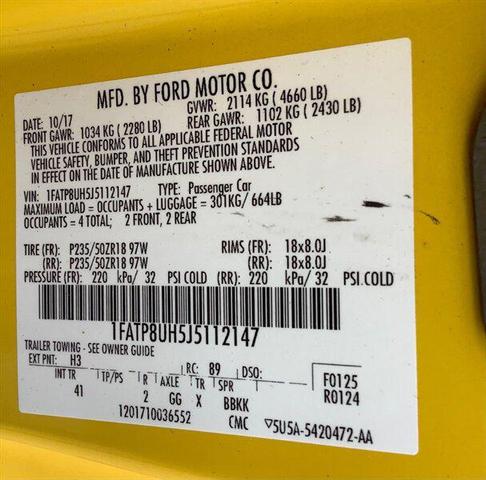 MFD. BY FORD MOTOR CO.
DATE: 10/17 GVWR: 2114 KG ( 4660 LB)
FRONT GAWR: 1034 KG ( 2280 LB) REAR GAWR: 1102 KG ( 2430 LB)
THIS VEHICLE CONFORMS TO ALL APPLICABLE FEDERAL MOTOR
VEHICLE SAFETY, BUMPER, AND THEFT PREVENTION STANDARDS
IN EFFECT ON THE DATE OF MANUFACTURE SHOWN ABOVE.
VIN: 1FATP8UH5J5112147 TYPE: Passenger Car
MAXIMUM LOAD = OCCUPANTS + LUGGAGE = 301KG/ 664LB
OCCUPANTS = 4 TOTAL; 2 FRONT, 2 REAR
TIRE (FR): P235/50ZR18 97W RIMS (FR): 18x8.0J
(RR): P235/50ZR18 97W (RR): 18x8.0J
PRESSURE (FR): 220 kPa/ 32 PSI COLD (RR): 220 kPa/ 32 PSI COLD
1FATP8UH5J5112147
TRAILER TOWING - SEE OWNER GUIDE
EXT PNT: H3 RC: 89 F0125
INT TR TP/PS R AXLE TR SPR R0124
41 2 GG X BBKK
1201710036552 CMC ▽5U5A-5420472-AA